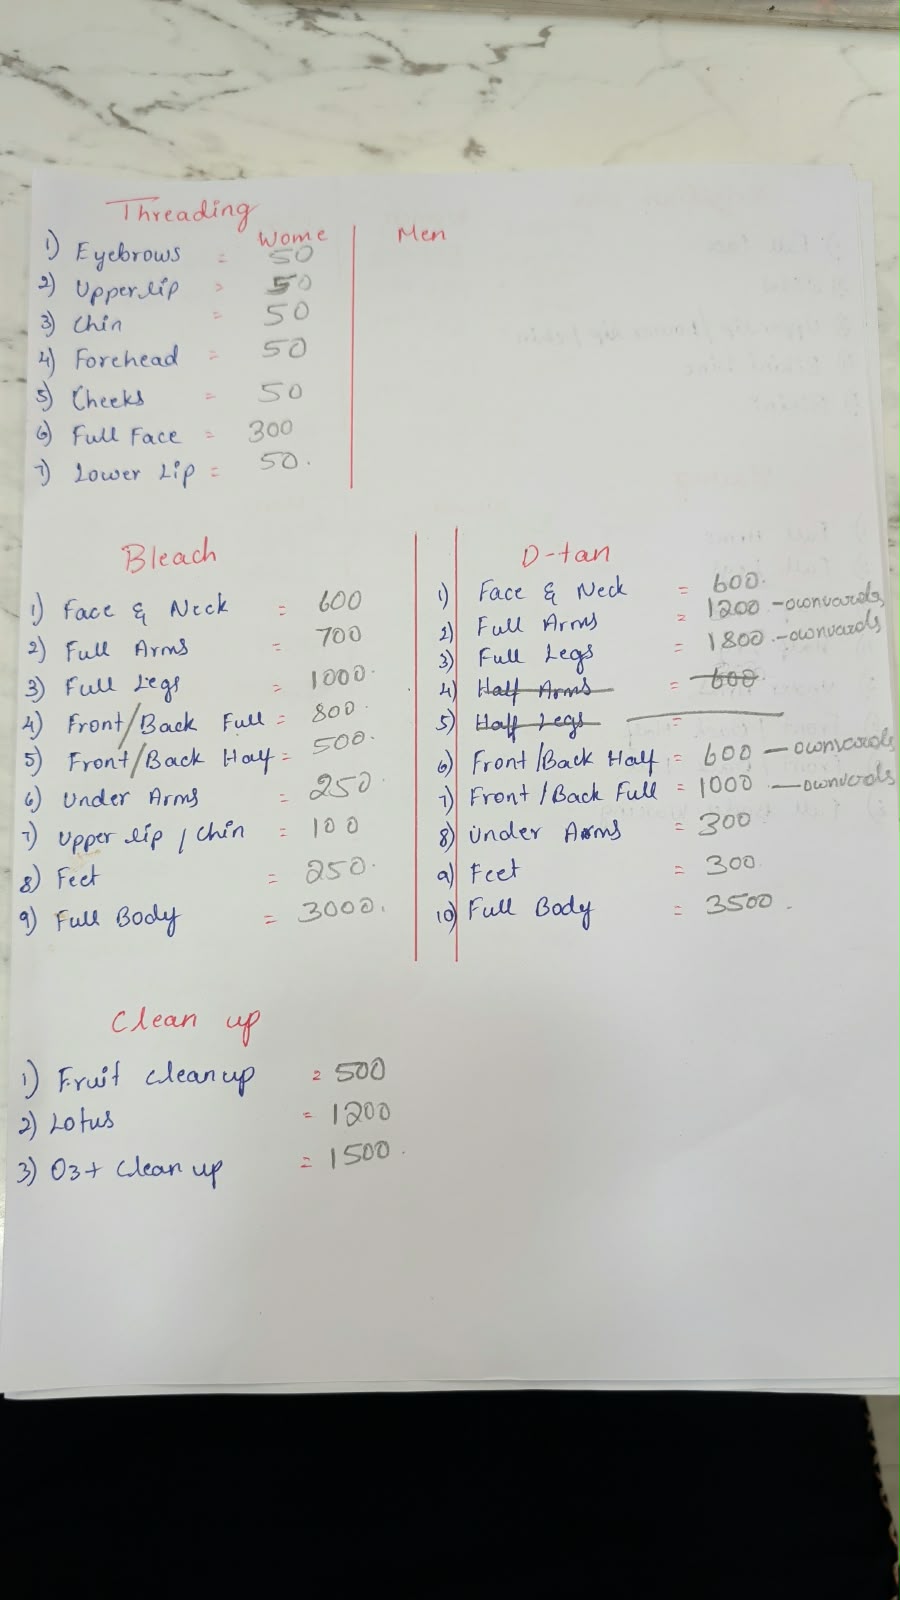 Threading
Wome Men
1) Eyebrows = 50
2) Upper lip = 50
3) Chin = 50
4) Forehead = 50
5) Cheeks = 50
6) Full Face = 300
7) Lower Lip = 50.
Bleach
1) Face & Neck = 600
2) Full Arms = 700
3) Full Legs = 1000.
4) Front/Back Full = 800.
5) Front/Back Half = 500.
6) Under Arms = 250.
7) Upper lip / Chin = 100
8) Feet = 250.
9) Full Body = 3000.
D-tan
1) Face & Neck = 600.
2) Full Arms = 1200 - ownwards
3) Full Legs = 1800 - ownwards
4) Half Arms = 600.
5) Half Legs =
6) Front/Back Half = 600 - ownwards
7) Front/Back Full = 1000 - ownwards
8) Under Arms = 300
9) Feet = 300
10) Full Body = 3500.
Clean up
1) Fruit cleanup = 500
2) Lotus = 1200
3) O3+ Clean up = 1500.